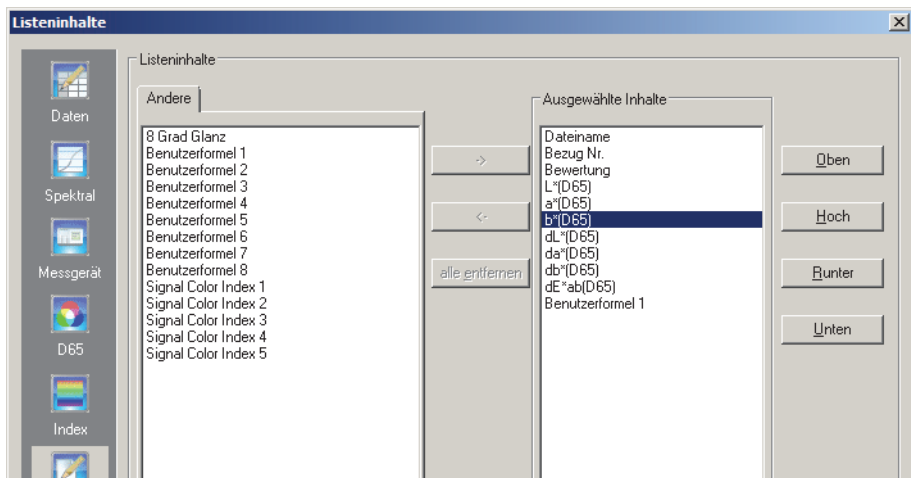 Listeninhalte
Daten
Spektral
Messgerät
D65
Index
Listeninhalte
Andere
8 Grad Glanz
Benutzerformel 1
Benutzerformel 2
Benutzerformel 3
Benutzerformel 4
Benutzerformel 5
Benutzerformel 6
Benutzerformel 7
Benutzerformel 8
Signal Color Index 1
Signal Color Index 2
Signal Color Index 3
Signal Color Index 4
Signal Color Index 5
->
<-
alle entfernen
Ausgewählte Inhalte
Dateiname
Bezug Nr.
Bewertung
L*(D65)
a*(D65)
b*(D65)
dL*(D65)
da*(D65)
db*(D65)
dE*ab(D65)
Benutzerformel 1
Oben
Hoch
Runter
Unten